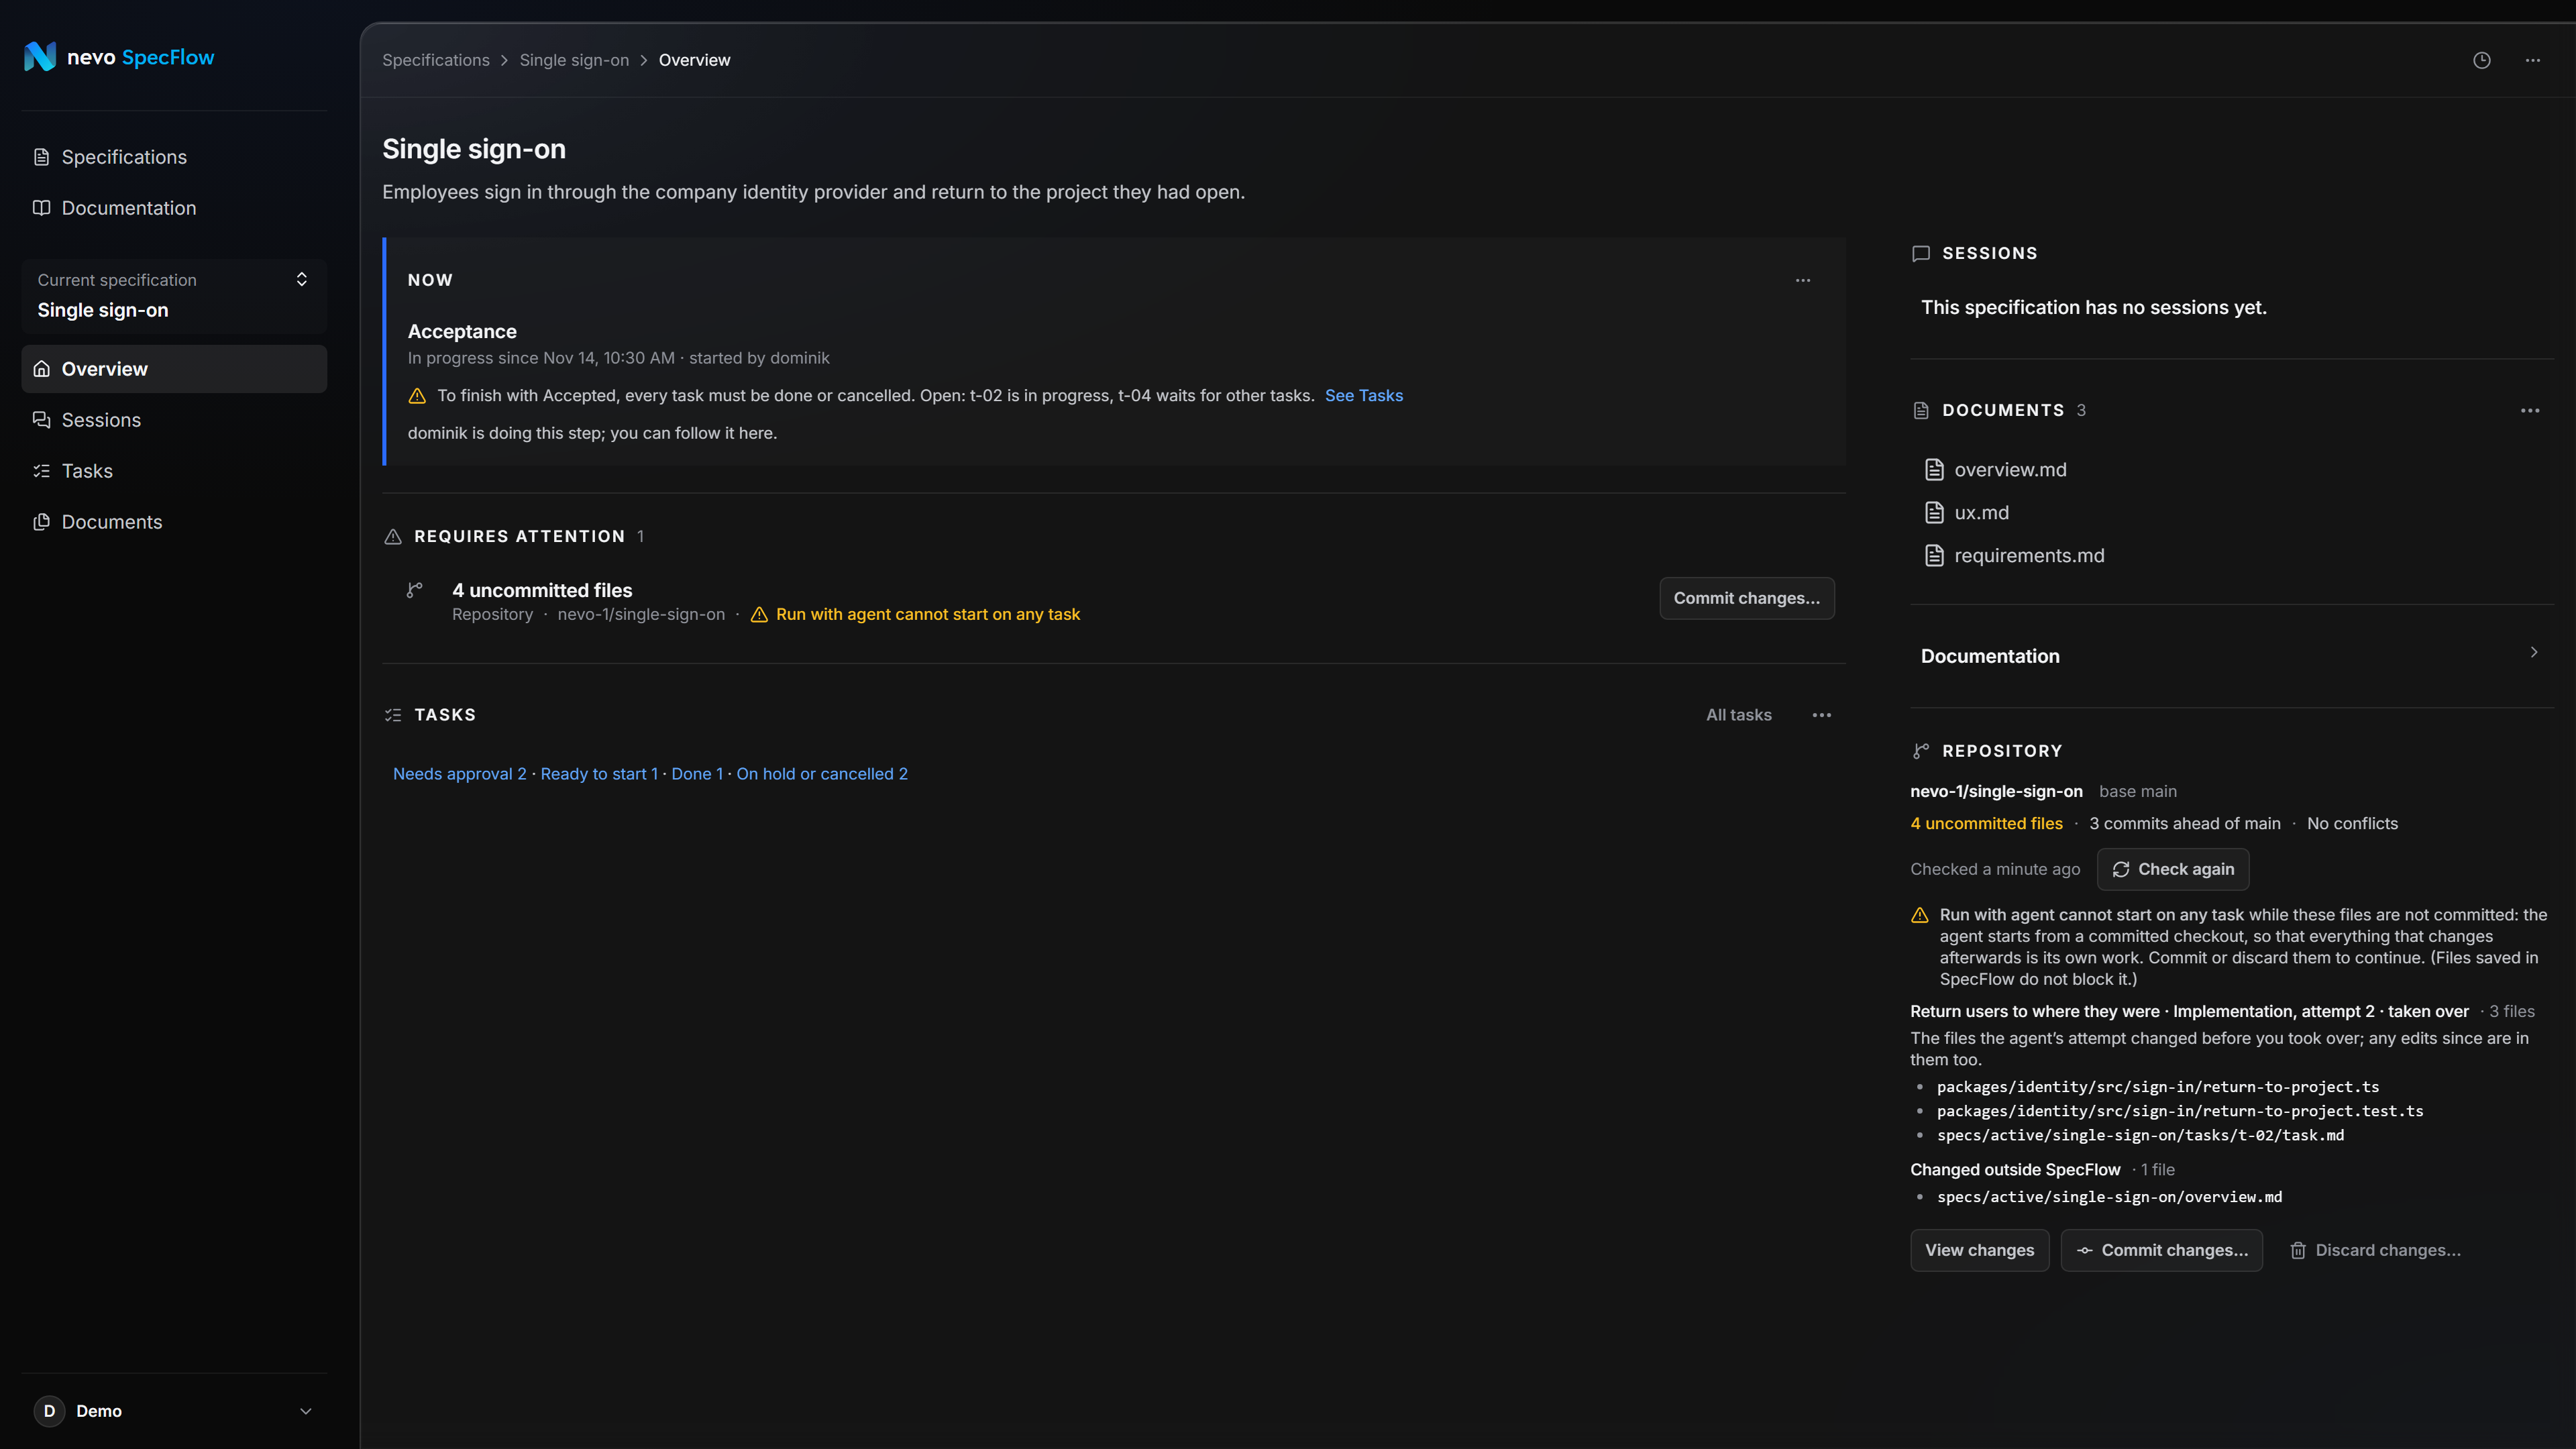 nevo SpecFlow
Specifications
Documentation
Current specification
Single sign-on
Overview
Sessions
Tasks
Documents
D Demo
Specifications > Single sign-on > Overview
Single sign-on
Employees sign in through the company identity provider and return to the project they had open.
NOW
Acceptance
In progress since Nov 14, 10:30 AM · started by dominik
To finish with Accepted, every task must be done or cancelled. Open: t-02 is in progress, t-04 waits for other tasks. See Tasks
dominik is doing this step; you can follow it here.
REQUIRES ATTENTION 1
4 uncommitted files
Repository · nevo-1/single-sign-on · Run with agent cannot start on any task
Commit changes...
TASKS
All tasks
Needs approval 2 · Ready to start 1 · Done 1 · On hold or cancelled 2
SESSIONS
This specification has no sessions yet.
DOCUMENTS 3
overview.md
ux.md
requirements.md
Documentation
REPOSITORY
nevo-1/single-sign-on base main
4 uncommitted files · 3 commits ahead of main · No conflicts
Checked a minute ago Check again
Run with agent cannot start on any task while these files are not committed: the
agent starts from a committed checkout, so that everything that changes
afterwards is its own work. Commit or discard them to continue. (Files saved in
SpecFlow do not block it.)
Return users to where they were · Implementation, attempt 2 · taken over · 3 files
The files the agent’s attempt changed before you took over; any edits since are in
them too.
• packages/identity/src/sign-in/return-to-project.ts
• packages/identity/src/sign-in/return-to-project.test.ts
• specs/active/single-sign-on/tasks/t-02/task.md
Changed outside SpecFlow · 1 file
• specs/active/single-sign-on/overview.md
View changes Commit changes... Discard changes...